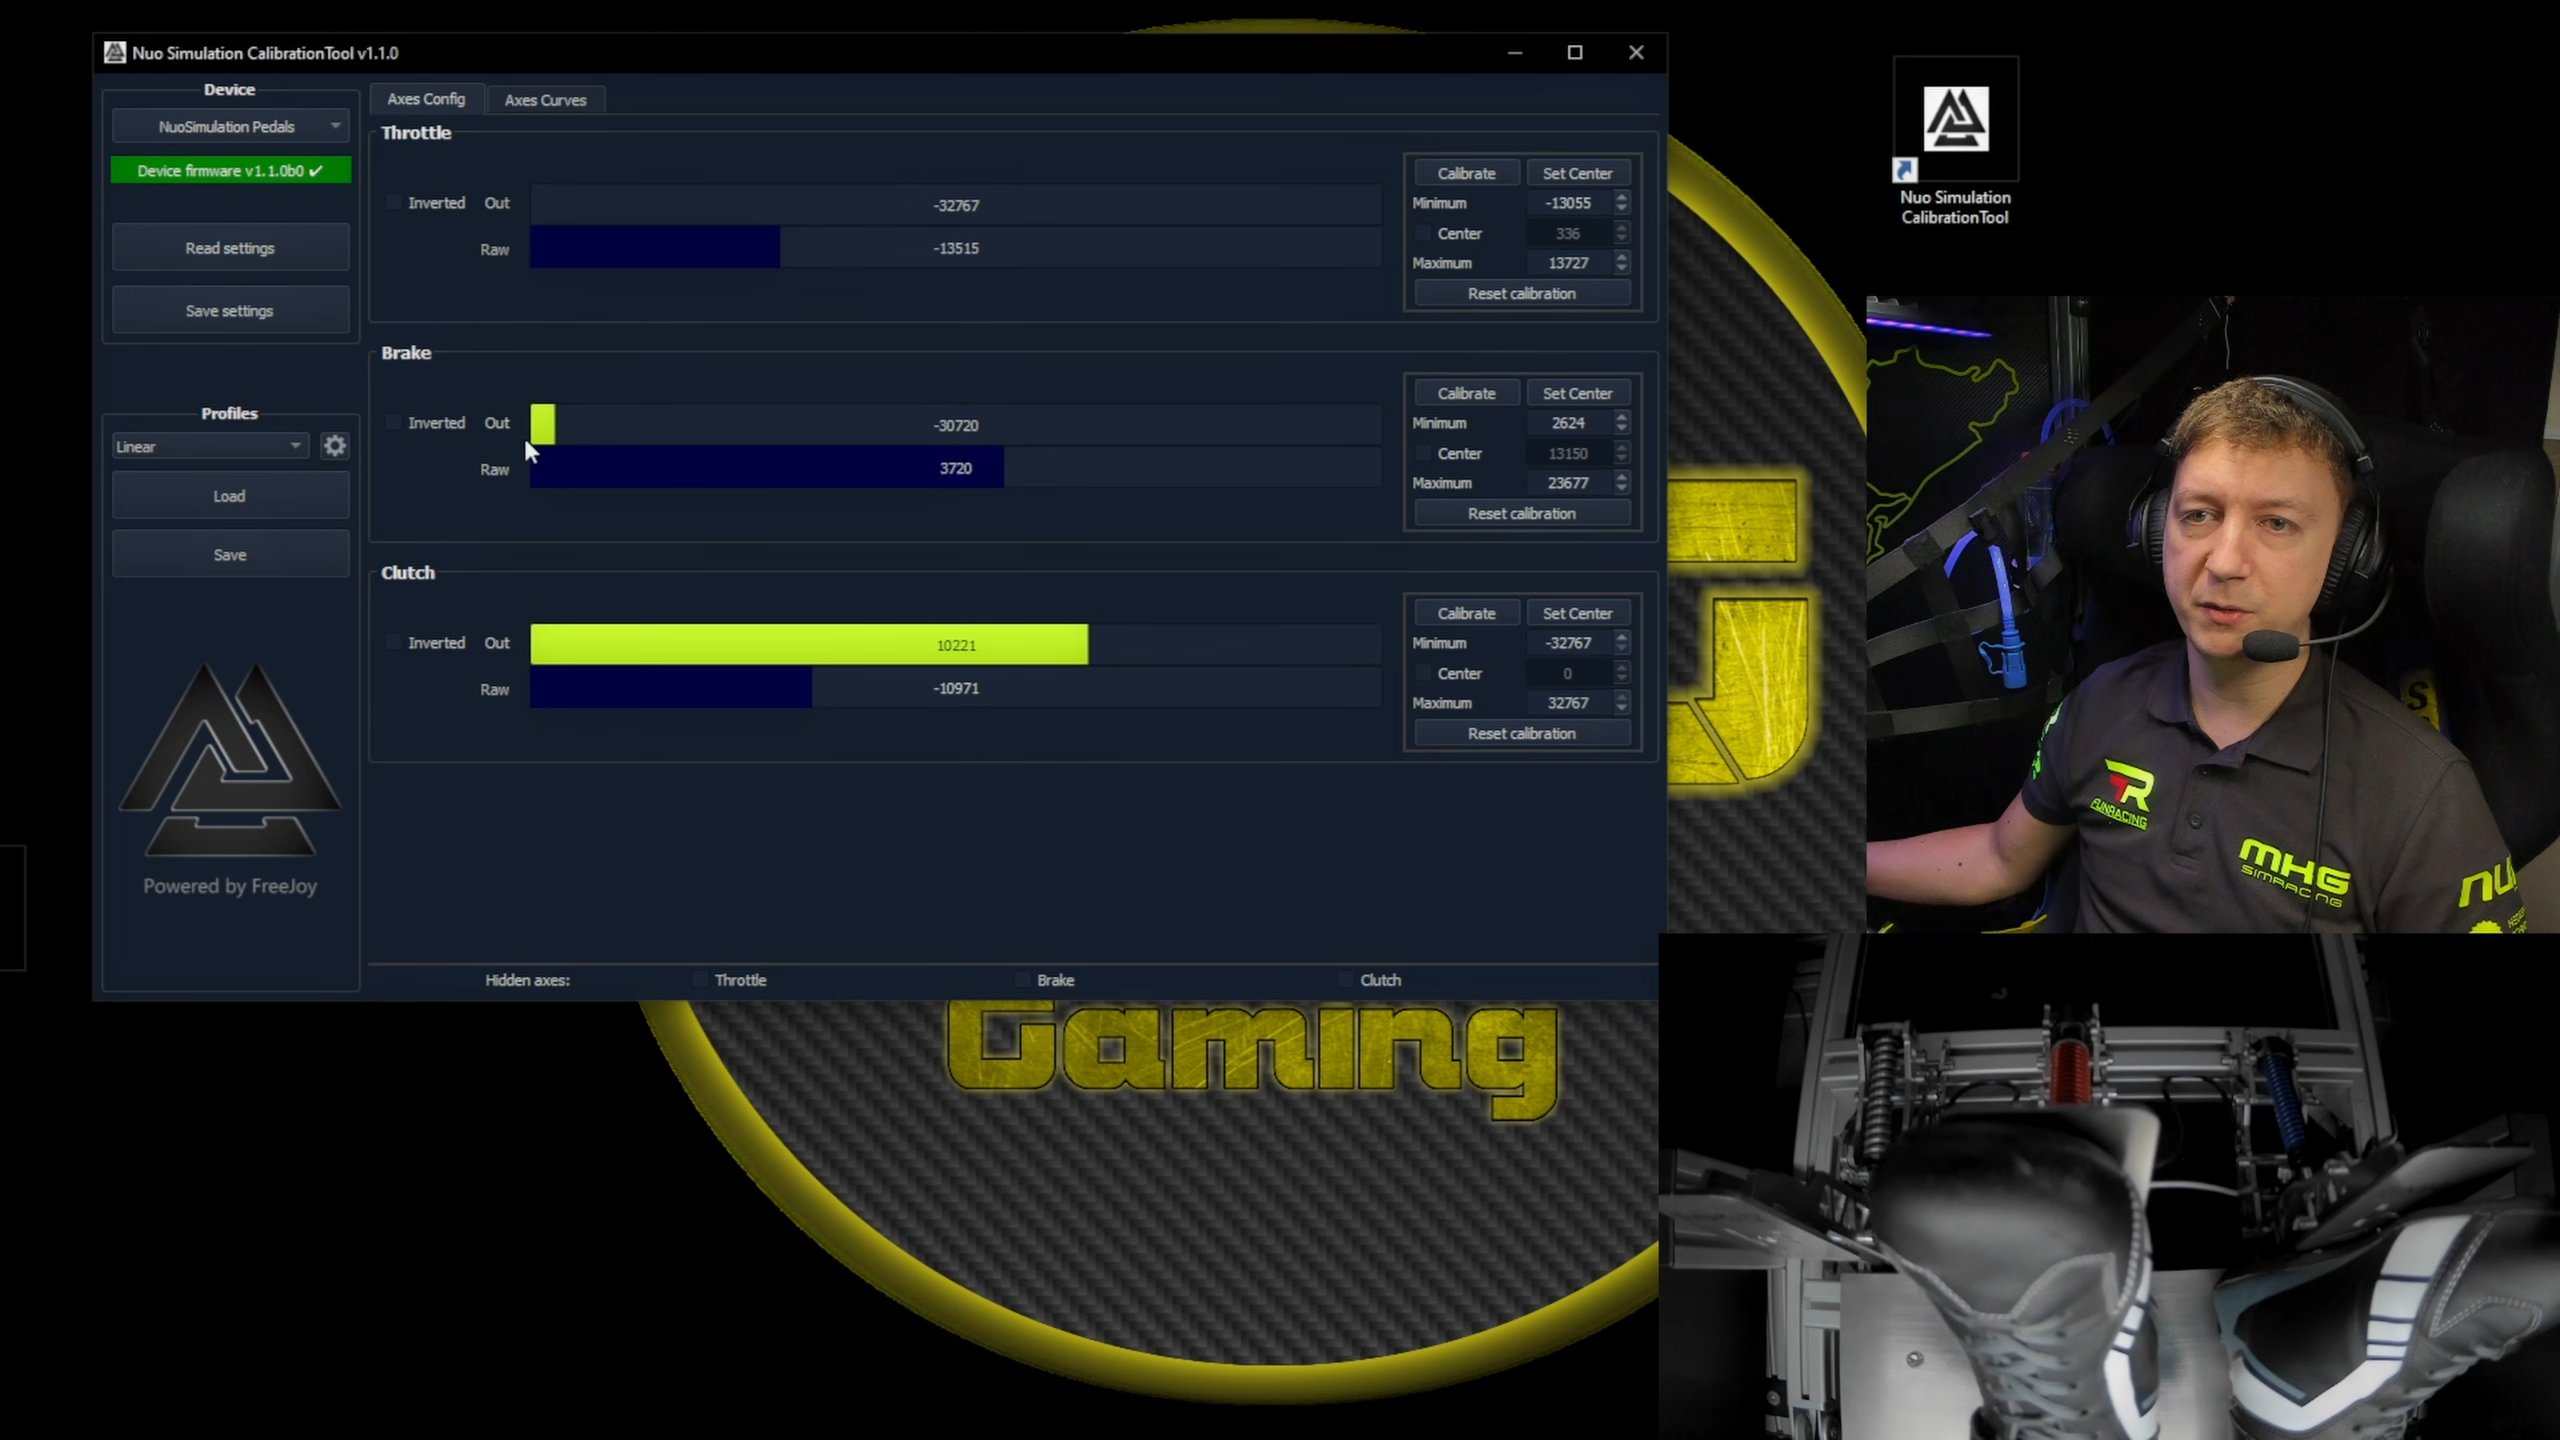 Nuo Simulation CalibrationTool v1.1.0
Device
NuoSimulation Pedals
Device firmware v1.1.0b0 ✓
Read settings
Save settings
Profiles
Linear
Load
Save
Powered by FreeJoy
Axes Config
Axes Curves
Throttle
Inverted
Out
-32767
Raw
-13515
Calibrate
Set Center
Minimum
-13055
Center
336
Maximum
13727
Reset calibration
Brake
Inverted
Out
-30720
Raw
3720
Calibrate
Set Center
Minimum
2624
Center
13150
Maximum
23677
Reset calibration
Clutch
Inverted
Out
10221
Raw
-10971
Calibrate
Set Center
Minimum
-32767
Center
0
Maximum
32767
Reset calibration
Hidden axes:
Throttle
Brake
Clutch
Nuo Simulation
CalibrationTool
Gaming
FUNRACING
MHG
SIMRACING